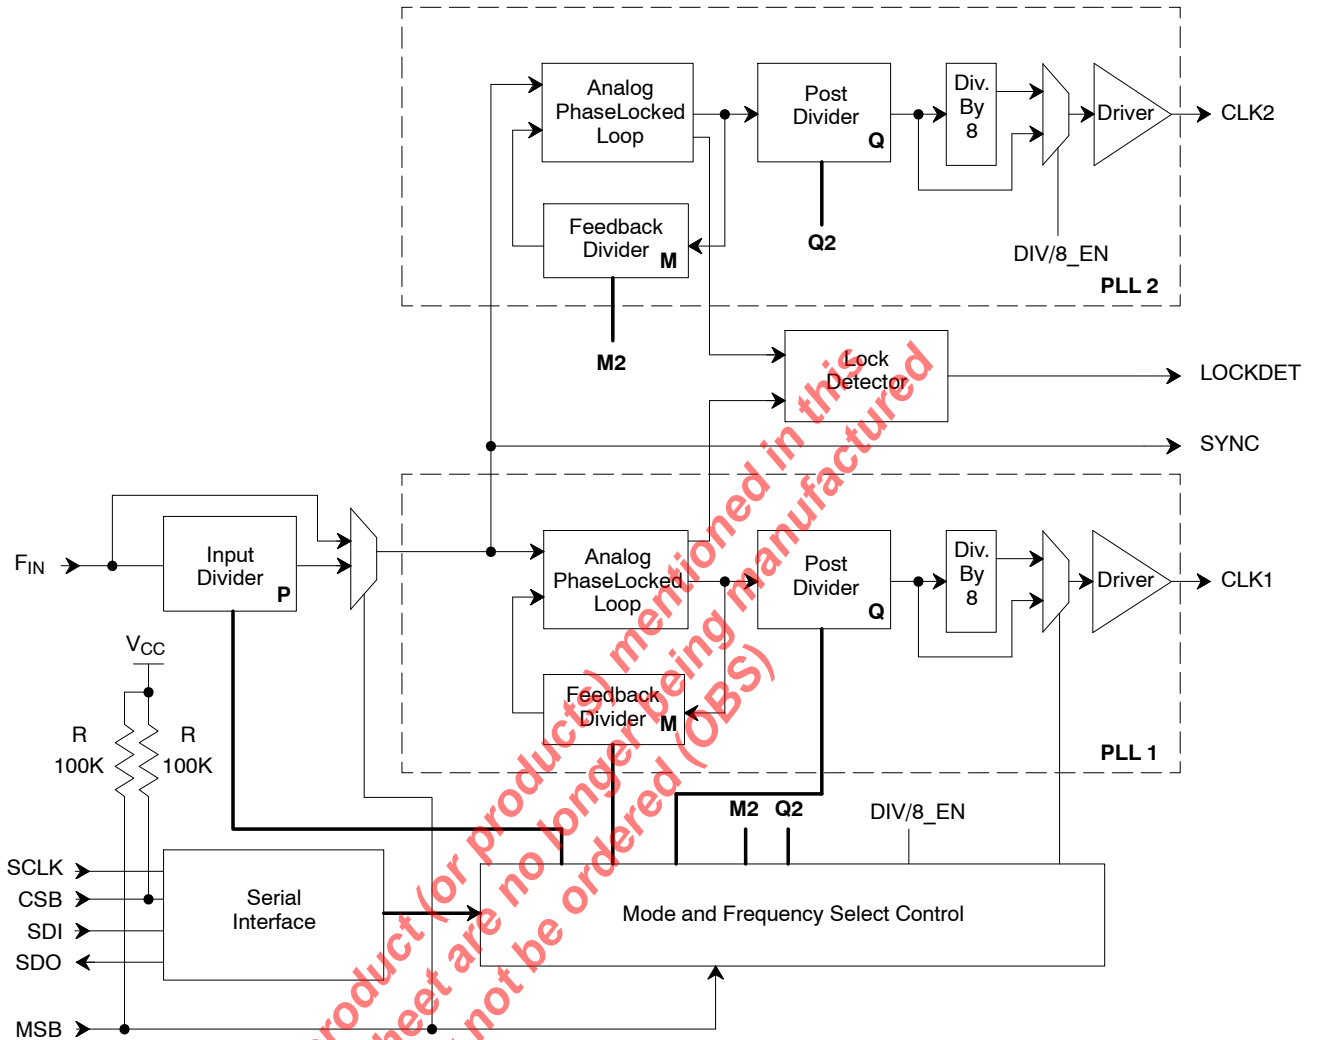 Analog
PhaseLocked
Loop
Post
Divider
Q
Div.
By
8
Driver
CLK2
Feedback
Divider
M
Q2
DIV/8_EN
PLL 2
M2
Lock
Detector
LOCKDET
SYNC
FIN
Input
Divider
P
Analog
PhaseLocked
Loop
Post
Divider
Q
Div.
By
8
Driver
CLK1
VCC
R
100K
R
100K
Feedback
Divider
M
PLL 1
M2
Q2
DIV/8_EN
SCLK
CSB
SDI
SDO
MSB
Serial
Interface
Mode and Frequency Select Control
product (or products) mentioned in this
are no longer being manufactured
not be ordered (OBS)